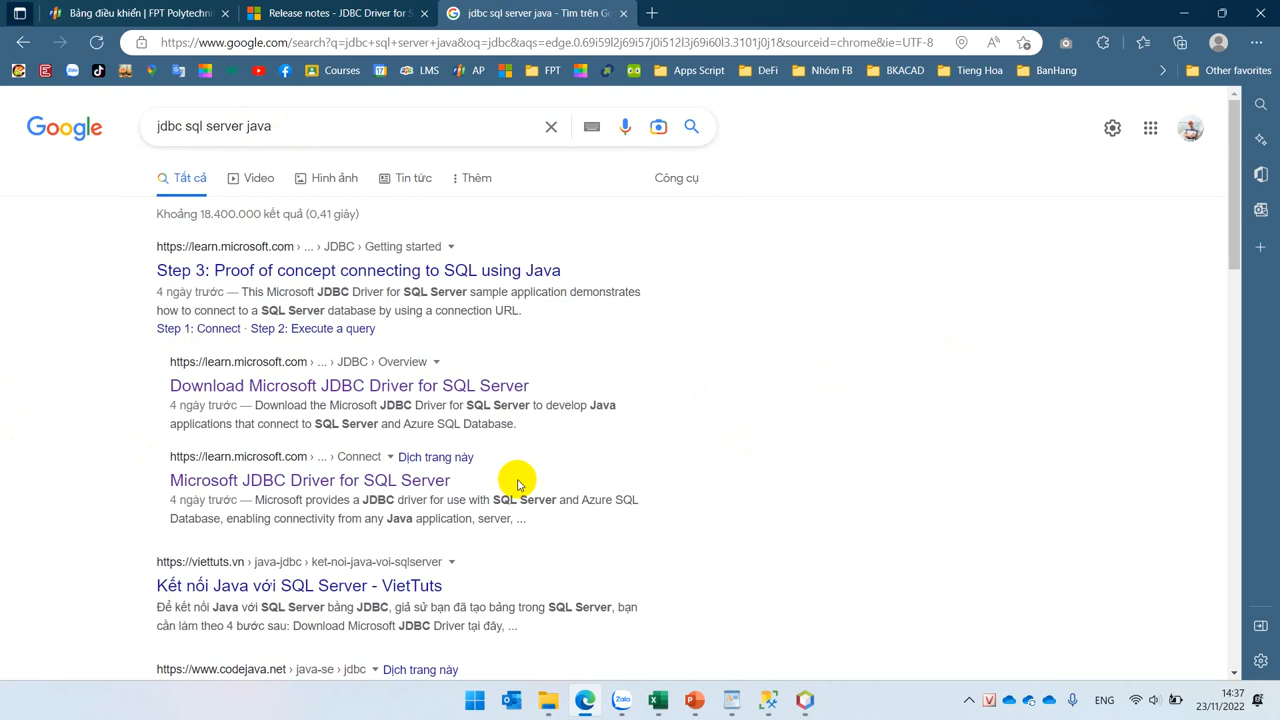 Bảng điều khiển | FPT Polytechni
Release notes - JDBC Driver for S
jdbc sql server java - Tìm trên Go
https://www.google.com/search?q=jdbc+sql+server+java&oq=jdbc&aqs=edge.0.69i59l2j69i57j0i512l3j69i60l3.3101j0j1&sourceid=chrome&ie=UTF-8
Courses
LMS
AP
FPT
Apps Script
DeFi
Nhóm FB
BKACAD
Tieng Hoa
BanHang
Other favorites
Google
jdbc sql server java
Tất cả
Video
Hình ảnh
Tin tức
Thêm
Công cụ
Khoảng 18.400.000 kết quả (0,41 giây)
https://learn.microsoft.com › ... › JDBC › Getting started
Step 3: Proof of concept connecting to SQL using Java
4 ngày trước — This Microsoft JDBC Driver for SQL Server sample application demonstrates
how to connect to a SQL Server database by using a connection URL.
Step 1: Connect · Step 2: Execute a query
https://learn.microsoft.com › ... › JDBC › Overview
Download Microsoft JDBC Driver for SQL Server
4 ngày trước — Download the Microsoft JDBC Driver for SQL Server to develop Java
applications that connect to SQL Server and Azure SQL Database.
https://learn.microsoft.com › ... › Connect Dịch trang này
Microsoft JDBC Driver for SQL Server
4 ngày trước — Microsoft provides a JDBC driver for use with SQL Server and Azure SQL
Database, enabling connectivity from any Java application, server, ...
https://viettuts.vn › java-jdbc › ket-noi-java-voi-sqlserver
Kết nối Java với SQL Server - VietTuts
Để kết nối Java với SQL Server bằng JDBC, giả sử bạn đã tạo bảng trong SQL Server, bạn
cần làm theo 4 bước sau: Download Microsoft JDBC Driver tại đây, ...
https://www.codejava.net › java-se › jdbc Dịch trang này
Zalo
ENG
14:37
23/11/2022